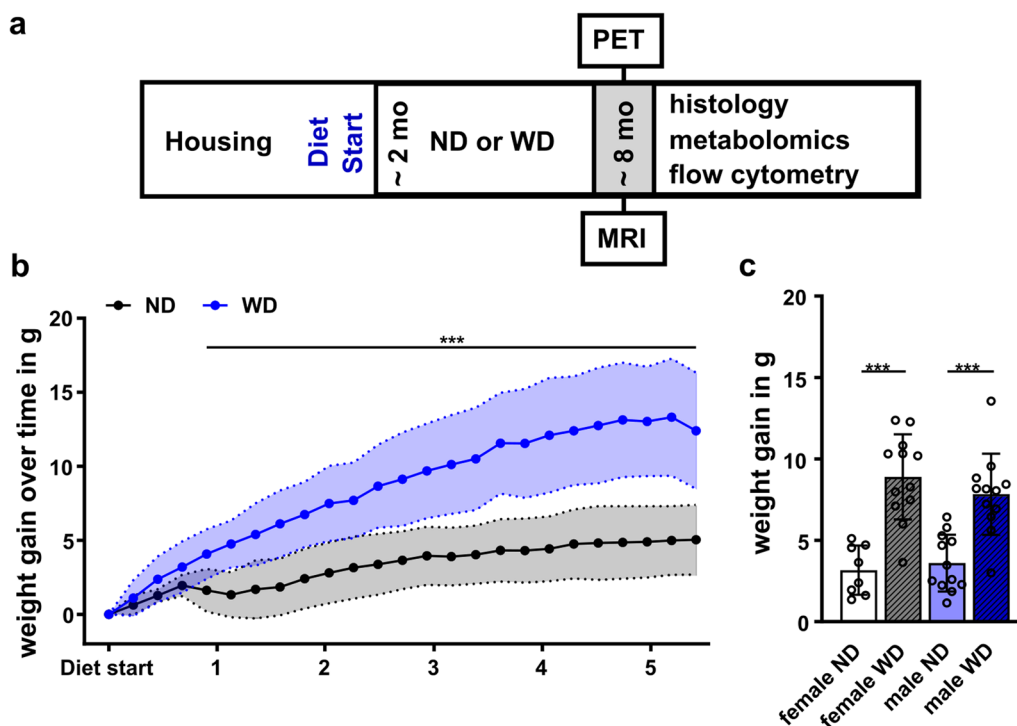 a
PET
Housing
Diet
Start
~ 2 mo
ND or WD
~ 8 mo
histology
metabolomics
flow cytometry
MRI
b
ND
WD
weight gain over time in g
20
15
10
5
0
***
Diet start
1
2
3
4
5
c
weight gain in g
20
15
10
5
0
***
***
female ND
female WD
male ND
male WD